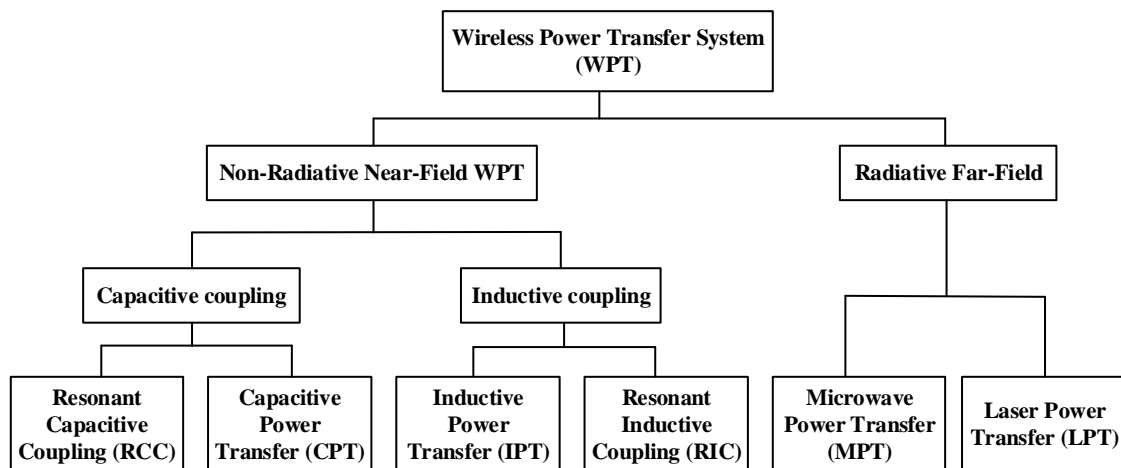 Wireless Power Transfer System
(WPT)
Non-Radiative Near-Field WPT
Radiative Far-Field
Capacitive coupling
Inductive coupling
Resonant
Capacitive
Coupling (RCC)
Capacitive
Power
Transfer (CPT)
Inductive
Power
Transfer (IPT)
Resonant
Inductive
Coupling (RIC)
Microwave
Power Transfer
(MPT)
Laser Power
Transfer (LPT)